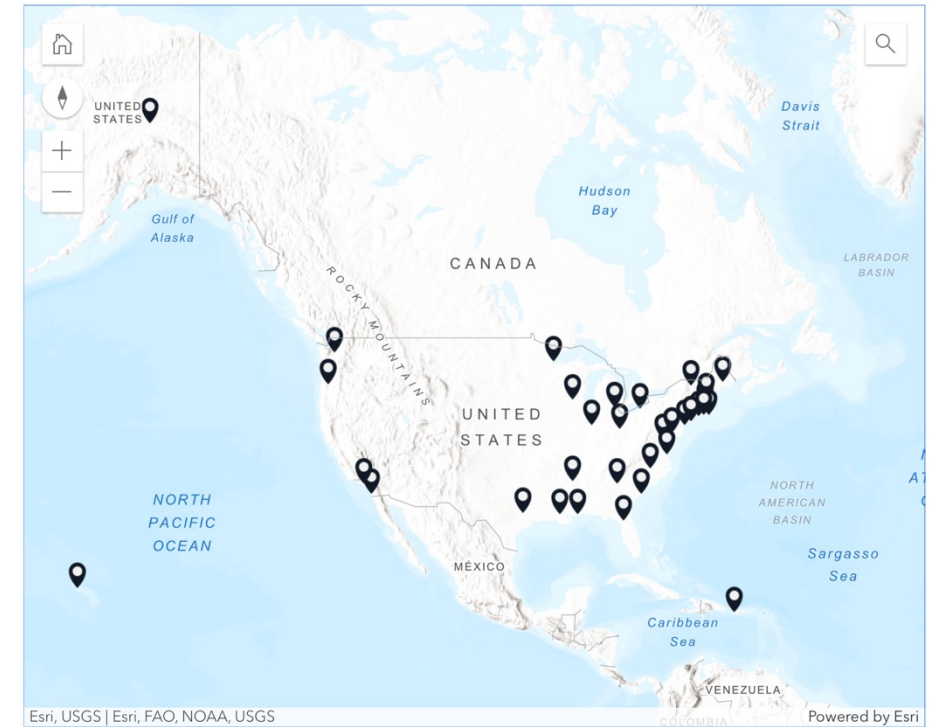 UNITED
STATES
Davis
Strait
Hudson
Bay
Gulf of
Alaska
LABRADOR
BASIN
CANADA
ROCKY MOUNTAINS
UNITED
STATES
NORTH
AMERICAN
BASIN
NORTH
PACIFIC
OCEAN
Sargasso
Sea
MÉXICO
Caribbean
Sea
VENEZUELA
COLOMBIA
Esri, USGS | Esri, FAO, NOAA, USGS
Powered by Esri